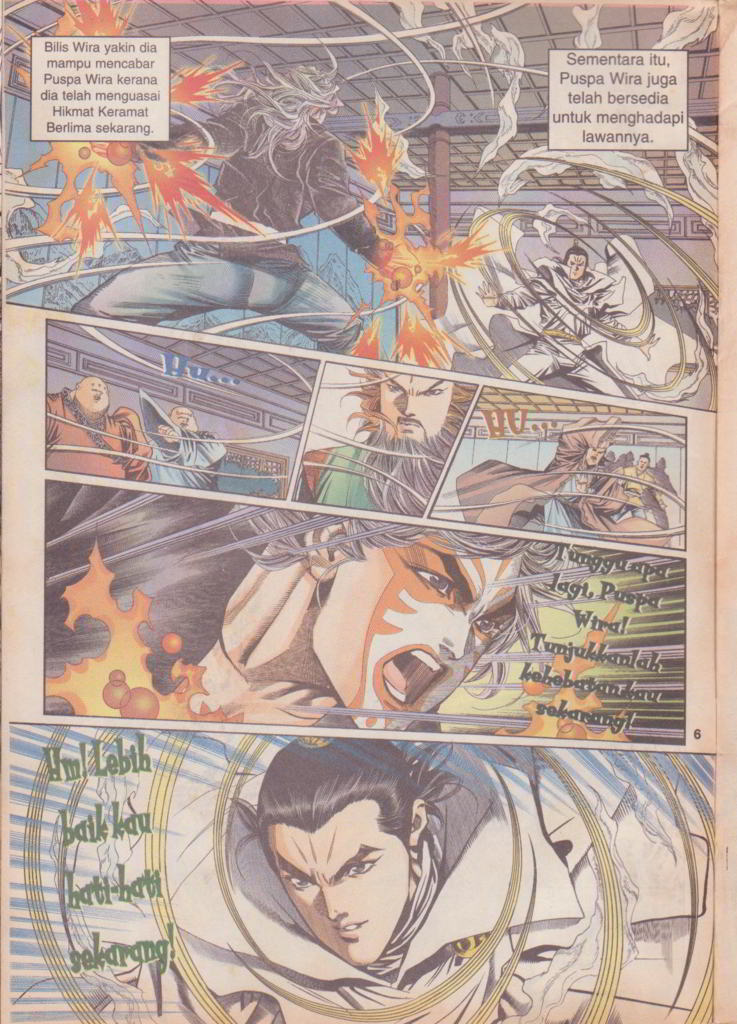 Bilis Wira yakin dia
mampu mencabar
Puspa Wira kerana
dia telah menguasai
Hikmat Keramat
Berlima sekarang.
Sementara itu,
Puspa Wira juga
telah bersedia
untuk menghadapi
lawannya.
HU...
HU...
Tunggu apa
lagi, Puspa
Wira!
Tunjukkanlah
kehebatan kau
sekarang!
6
Hm! Lebih
baik kau
hati-hati
sekarang!